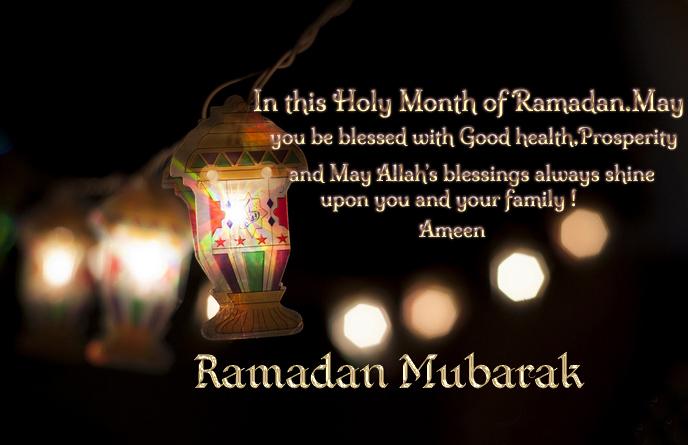 In this Holy Month of Ramadan.May
you be blessed with Good health,Prosperity
and May Allah's blessings always shine
upon you and your family !
Ameen
Ramadan Mubarak